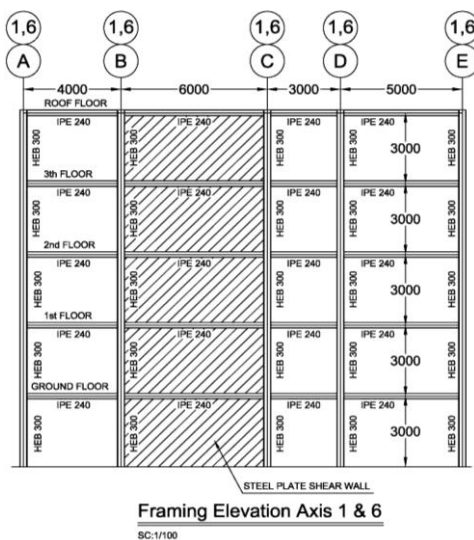 1,6 1,6 1,6 1,6 1,6
A B C D E
4000 6000 3000 5000
ROOF FLOOR
IPE 240 IPE 240 IPE 240 IPE 240
HEB 300 HEB 300 HEB 300 HEB 300 HEB 300 3000
3th FLOOR
IPE 240 IPE 240 IPE 240 IPE 240
HEB 300 HEB 300 HEB 300 HEB 300 HEB 300 3000
2nd FLOOR
IPE 240 IPE 240 IPE 240 IPE 240
HEB 300 HEB 300 HEB 300 HEB 300 HEB 300 3000
1st FLOOR
IPE 240 IPE 240 IPE 240 IPE 240
HEB 300 HEB 300 HEB 300 HEB 300 HEB 300 3000
GROUND FLOOR
IPE 240 IPE 240 IPE 240 IPE 240
HEB 300 HEB 300 HEB 300 HEB 300 HEB 300 3000
STEEL PLATE SHEAR WALL
Framing Elevation Axis 1 & 6
SC:1/100